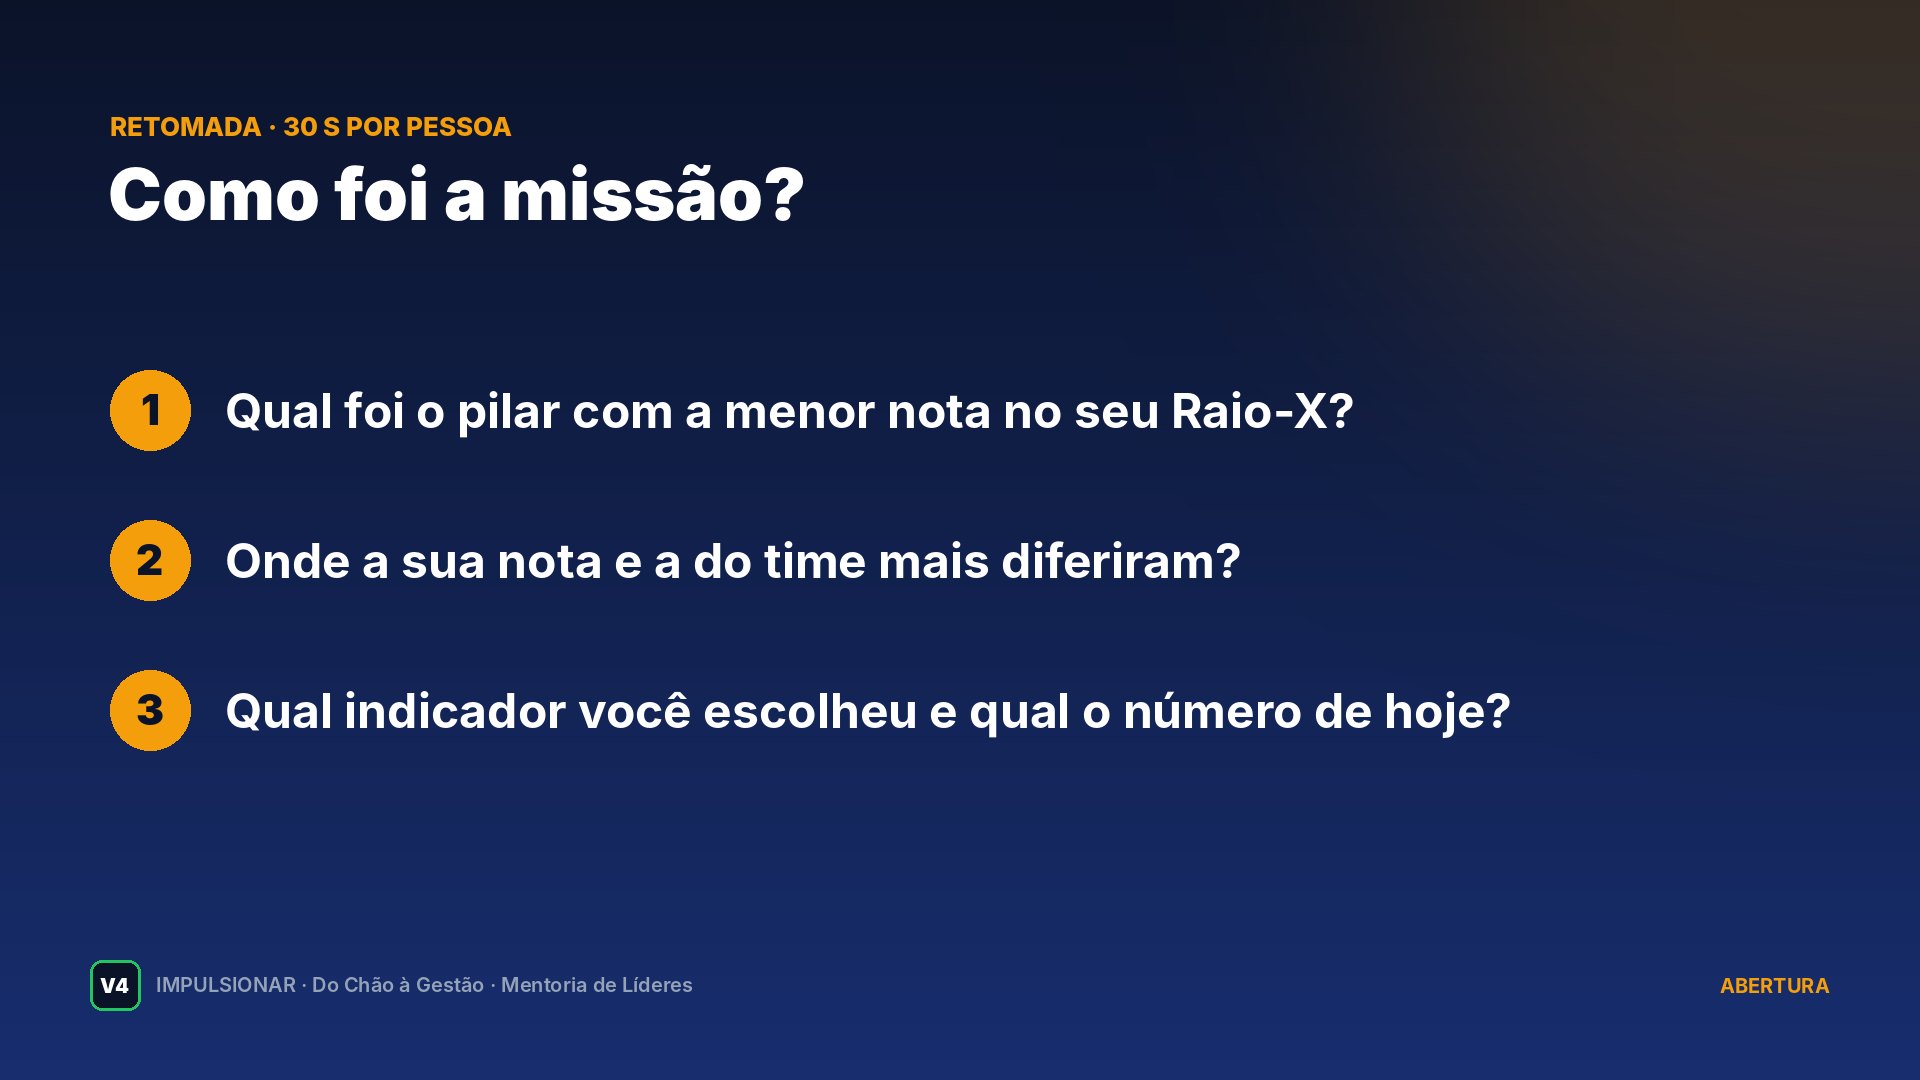 RETOMADA · 30 S POR PESSOA
Como foi a missão?
1 Qual foi o pilar com a menor nota no seu Raio-X?
2 Onde a sua nota e a do time mais diferiram?
3 Qual indicador você escolheu e qual o número de hoje?
V4 IMPULSIONAR · Do Chão à Gestão · Mentoria de Líderes
ABERTURA